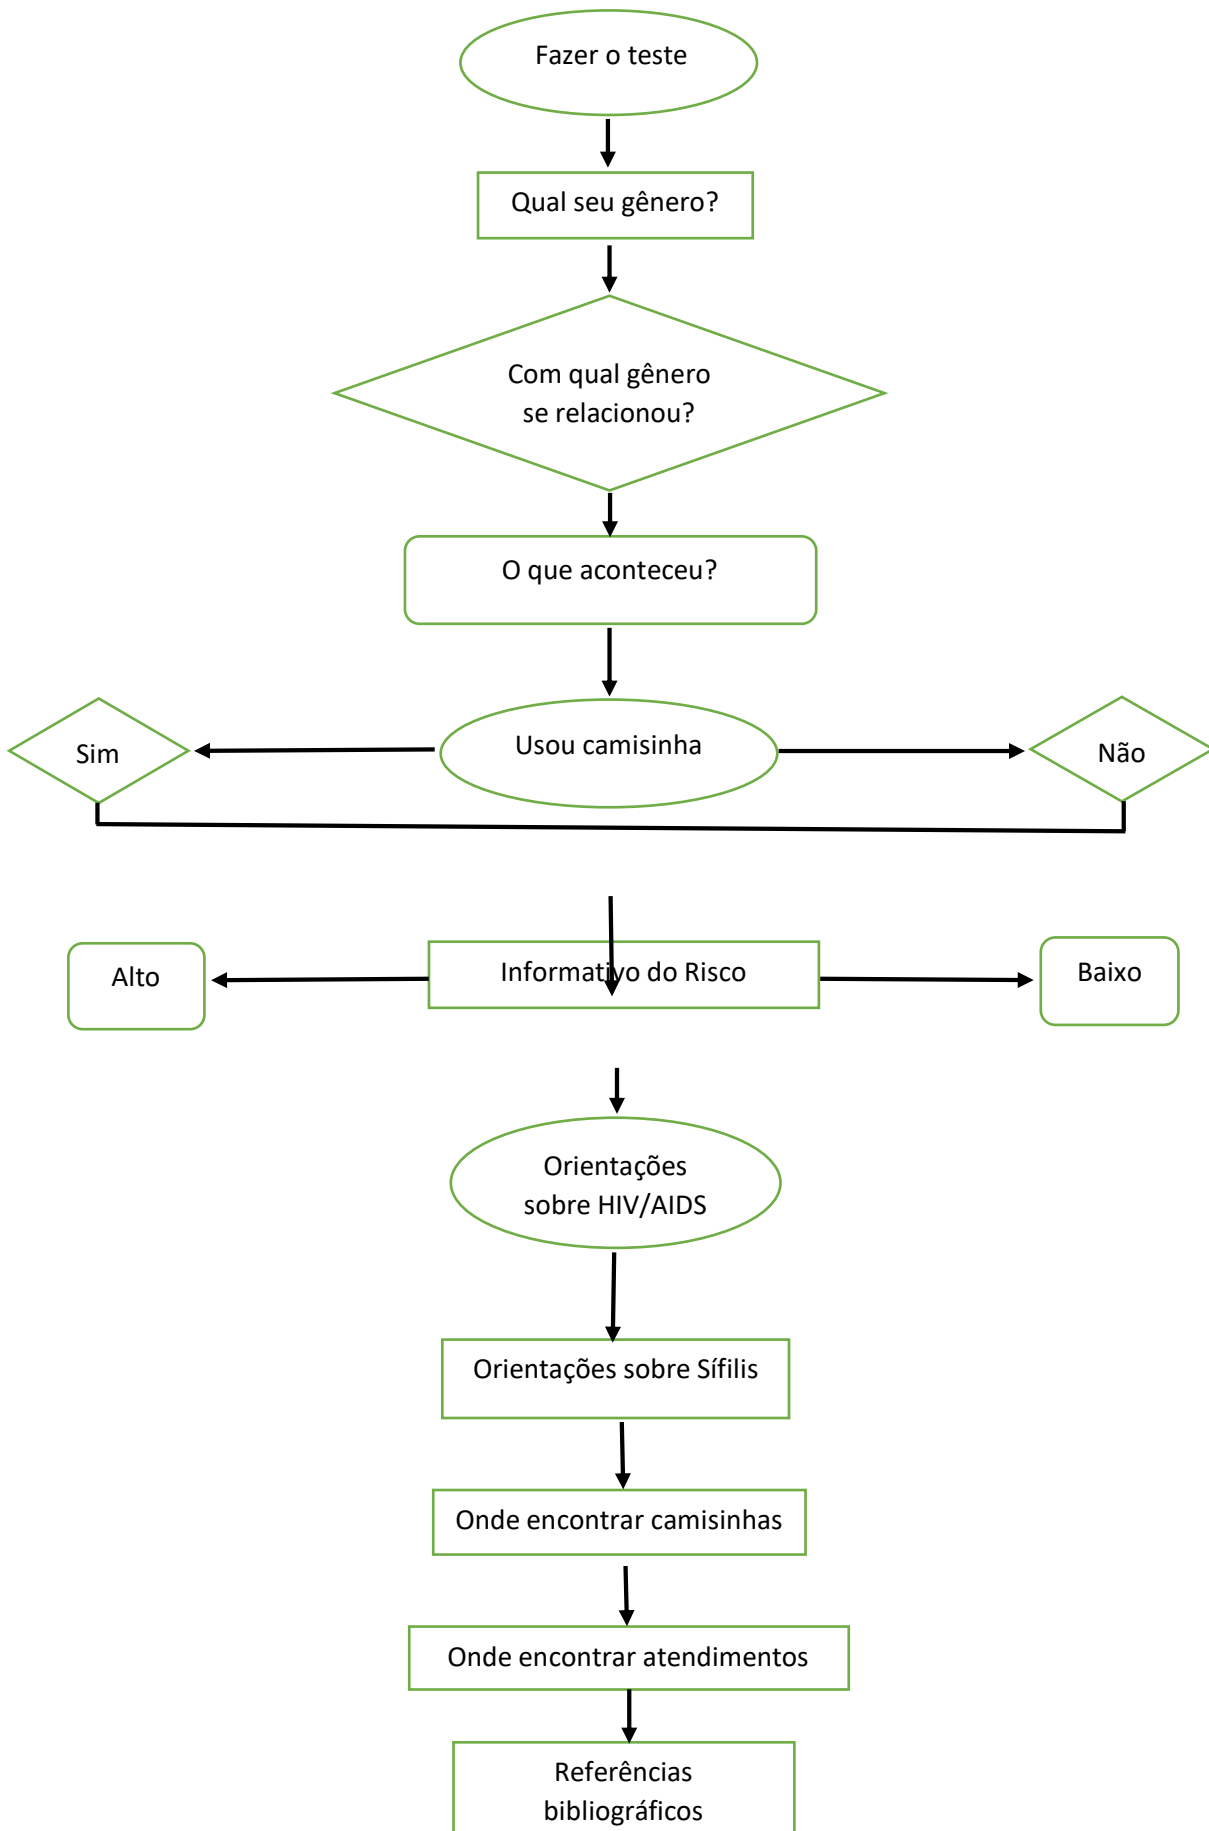 Fazer o teste
Qual seu gênero?
Com qual gênero
se relacionou?
O que aconteceu?
Usou camisinha
Sim
Não
Alto
Informativo do Risco
Baixo
Orientações
sobre HIV/AIDS
Orientações sobre Sífilis
Onde encontrar camisinhas
Onde encontrar atendimentos
Referências
bibliográficos